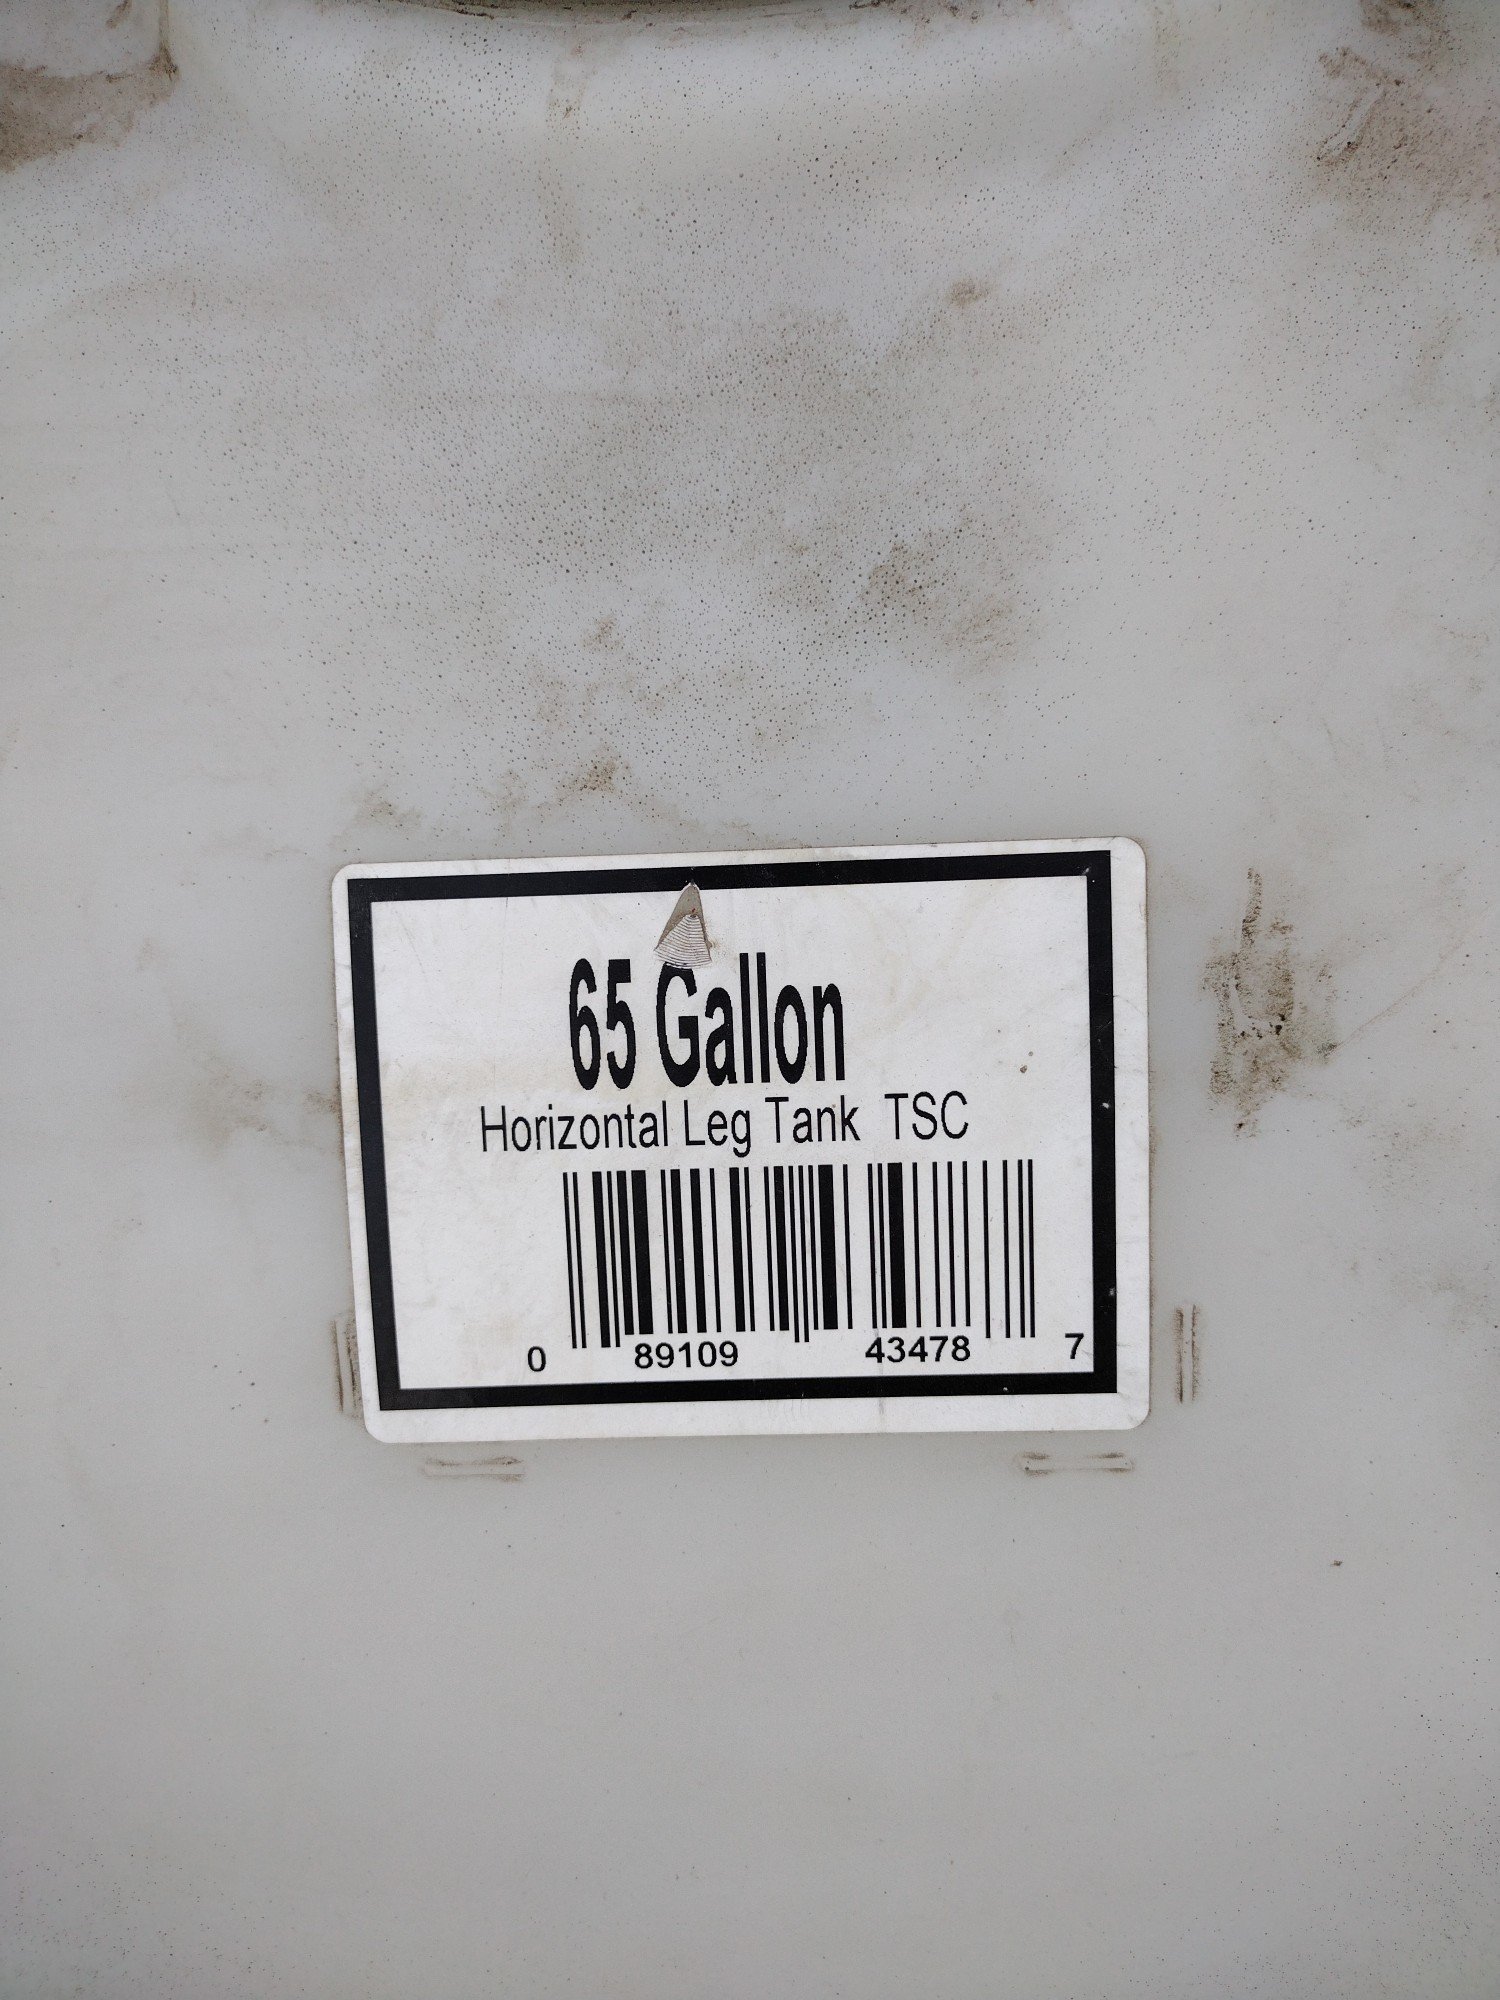 65 Gallon
Horizontal Leg Tank TSC
0 89109 43478 7